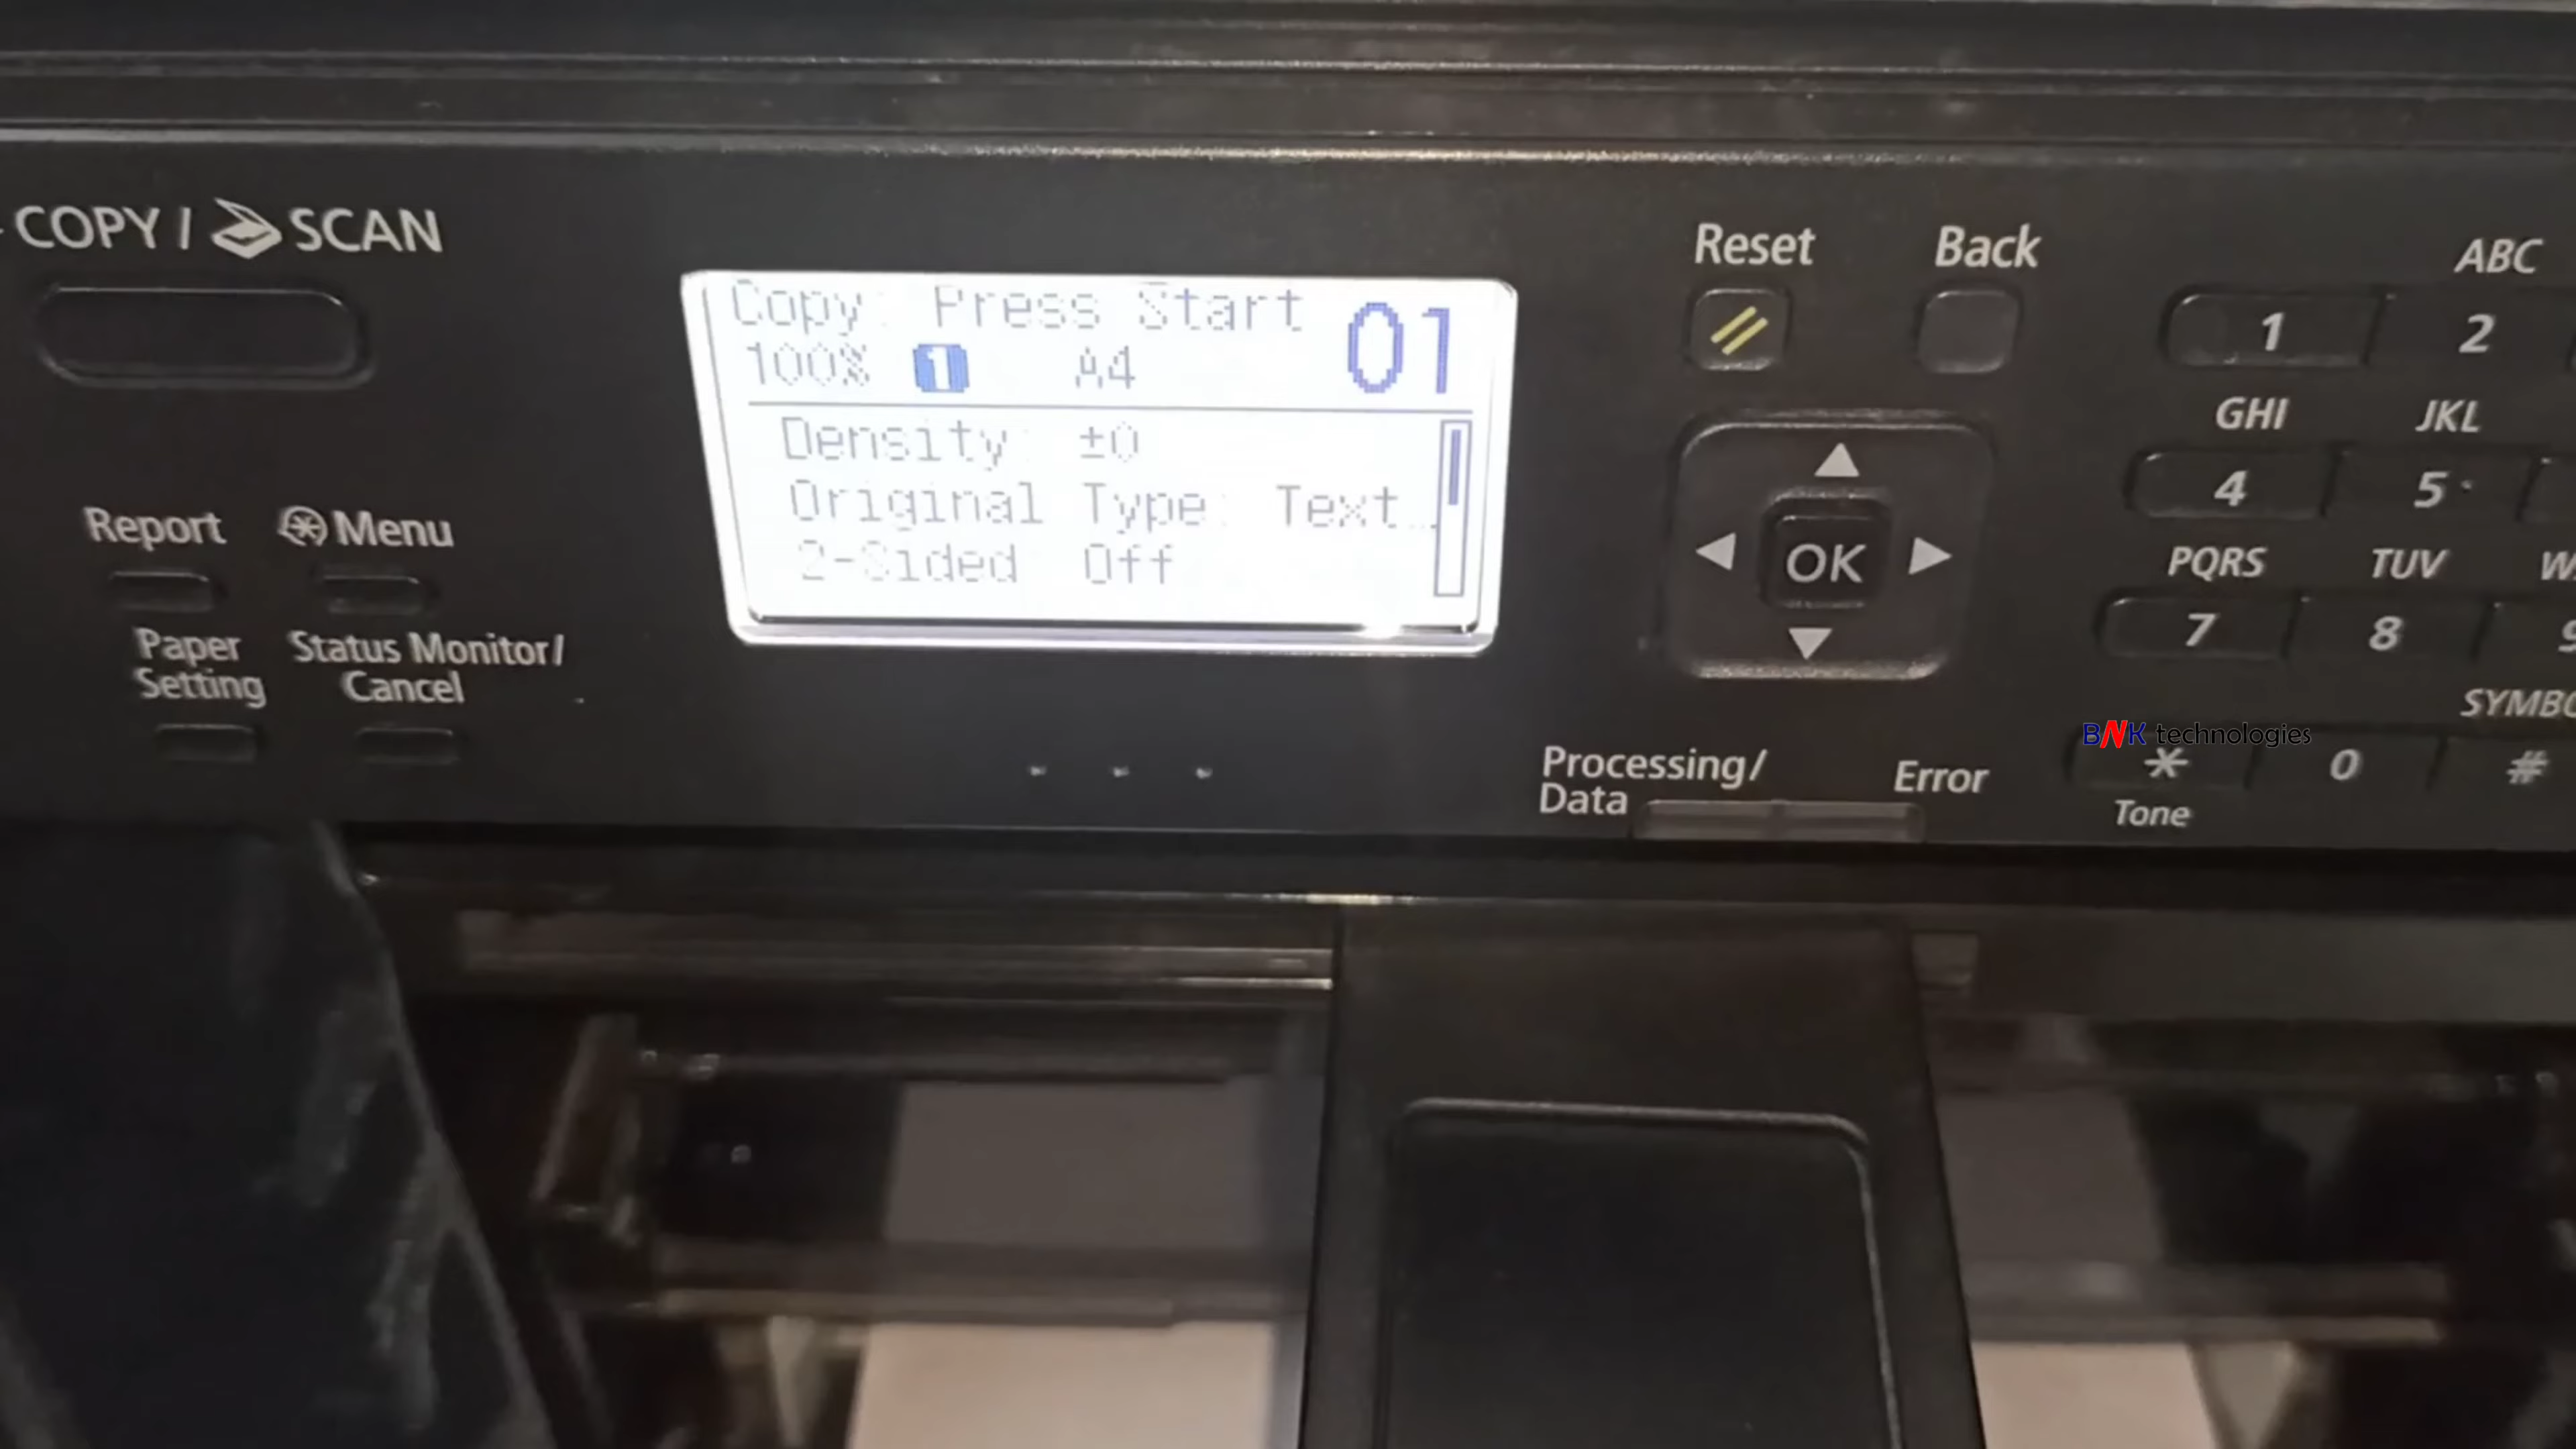 COPY / SCAN
Report
Menu
Paper
Setting
Status Monitor/
Cancel
Copy: Press Start 01
100% 1 A4
Density: ±0
Original Type: Text...
2-Sided: Off
Reset
Back
OK
Processing/
Data
Error
ABC
1 2
GHI JKL
4 5
PQRS TUV
7 8
BNK technologies
* 0 #
Tone